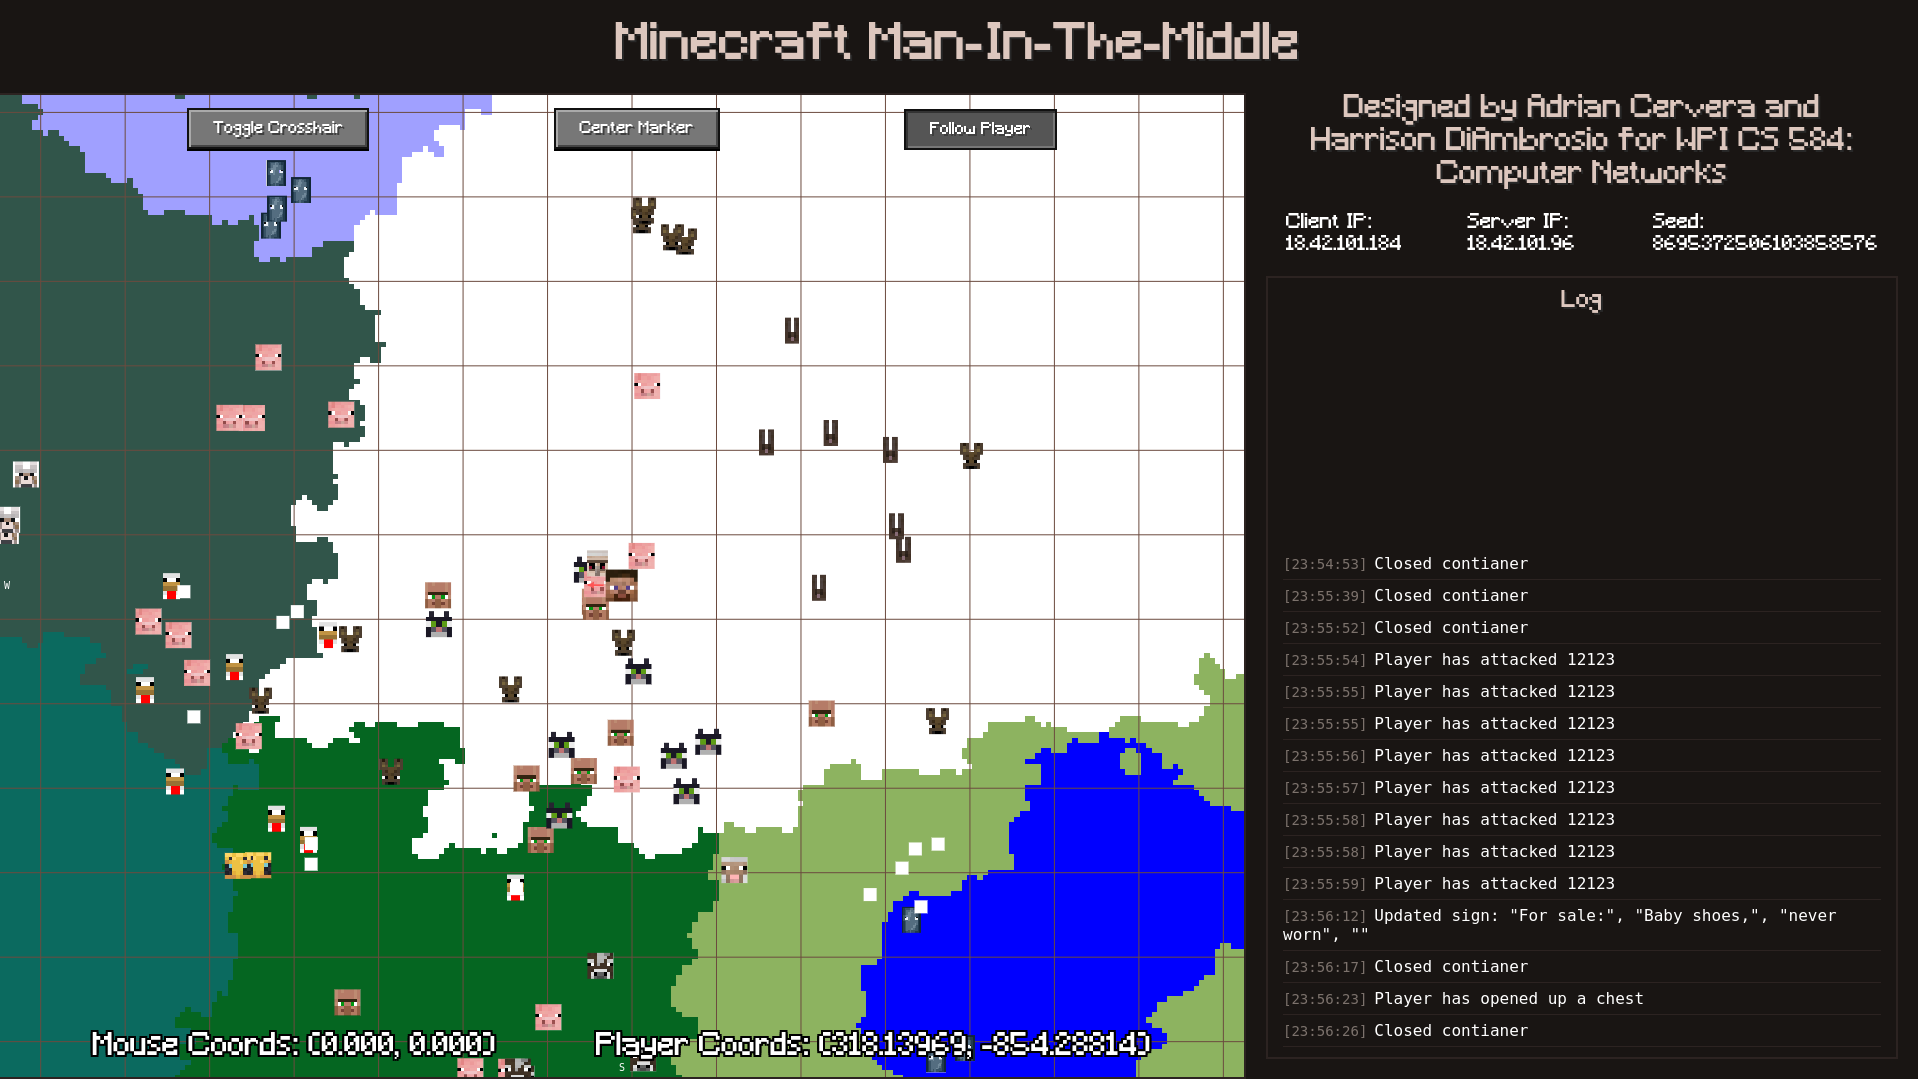 Minecraft Man-In-The-Middle
Toggle Crosshair
Center Marker
Follow Player
W
S
Mouse Coords: (0.000, 0.000)
Player Coords: (318.13969, -854.28814)
Designed by Adrian Cervera and
Harrison DiAmbrosio for WPI CS 584:
Computer Networks
Client IP:
18.42.101.184
Server IP:
18.42.101.96
Seed:
8695372506103858576
Log
[23:54:53] Closed contianer
[23:55:39] Closed contianer
[23:55:52] Closed contianer
[23:55:54] Player has attacked 12123
[23:55:55] Player has attacked 12123
[23:55:55] Player has attacked 12123
[23:55:56] Player has attacked 12123
[23:55:57] Player has attacked 12123
[23:55:58] Player has attacked 12123
[23:55:58] Player has attacked 12123
[23:55:59] Player has attacked 12123
[23:56:12] Updated sign: "For sale:", "Baby shoes,", "never
worn", ""
[23:56:17] Closed contianer
[23:56:23] Player has opened up a chest
[23:56:26] Closed contianer